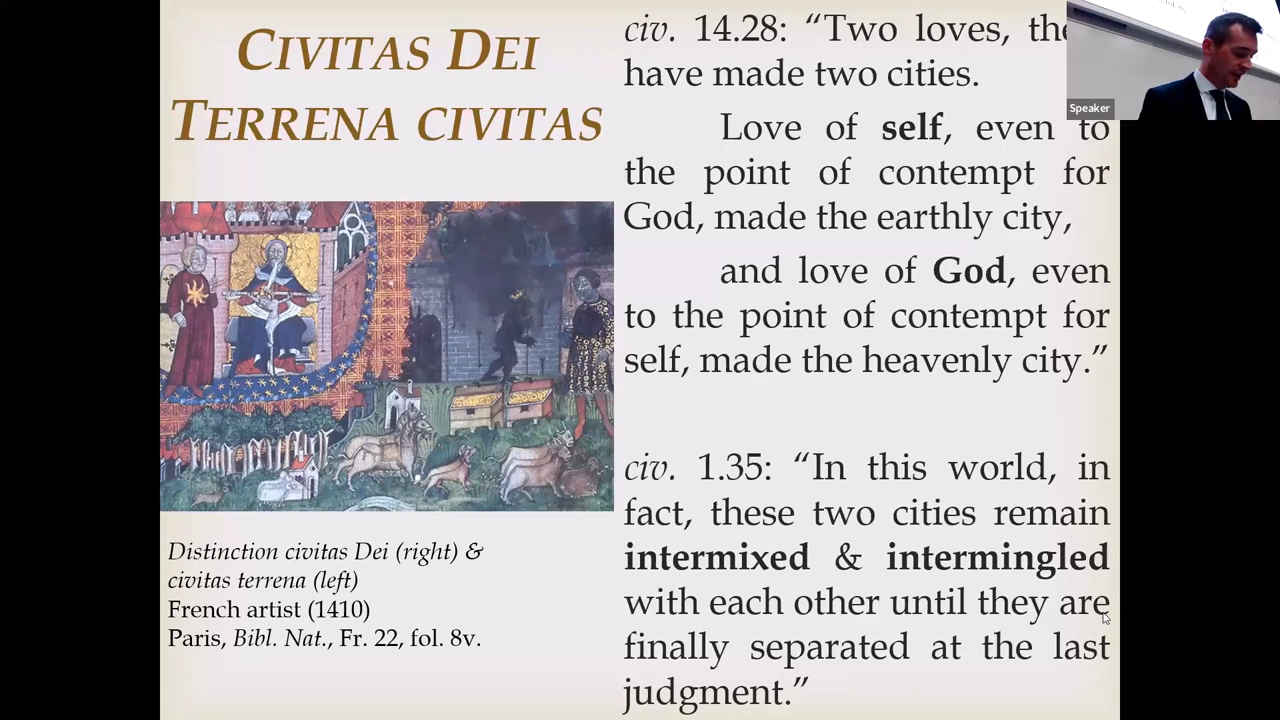 CIVITAS DEI
TERRENA CIVITAS
Distinction civitas Dei (right) &
civitas terrena (left)
French artist (1410)
Paris, Bibl. Nat., Fr. 22, fol. 8v.
civ. 14.28: “Two loves,
have made two cities.
Love of self, even to
the point of contempt for
God, made the earthly city,
and love of God, even
to the point of contempt for
self, made the heavenly city.”
civ. 1.35: “In this world, in
fact, these two cities remain
intermixed & intermingled
with each other until they are
finally separated at the last
judgment.”
Speaker